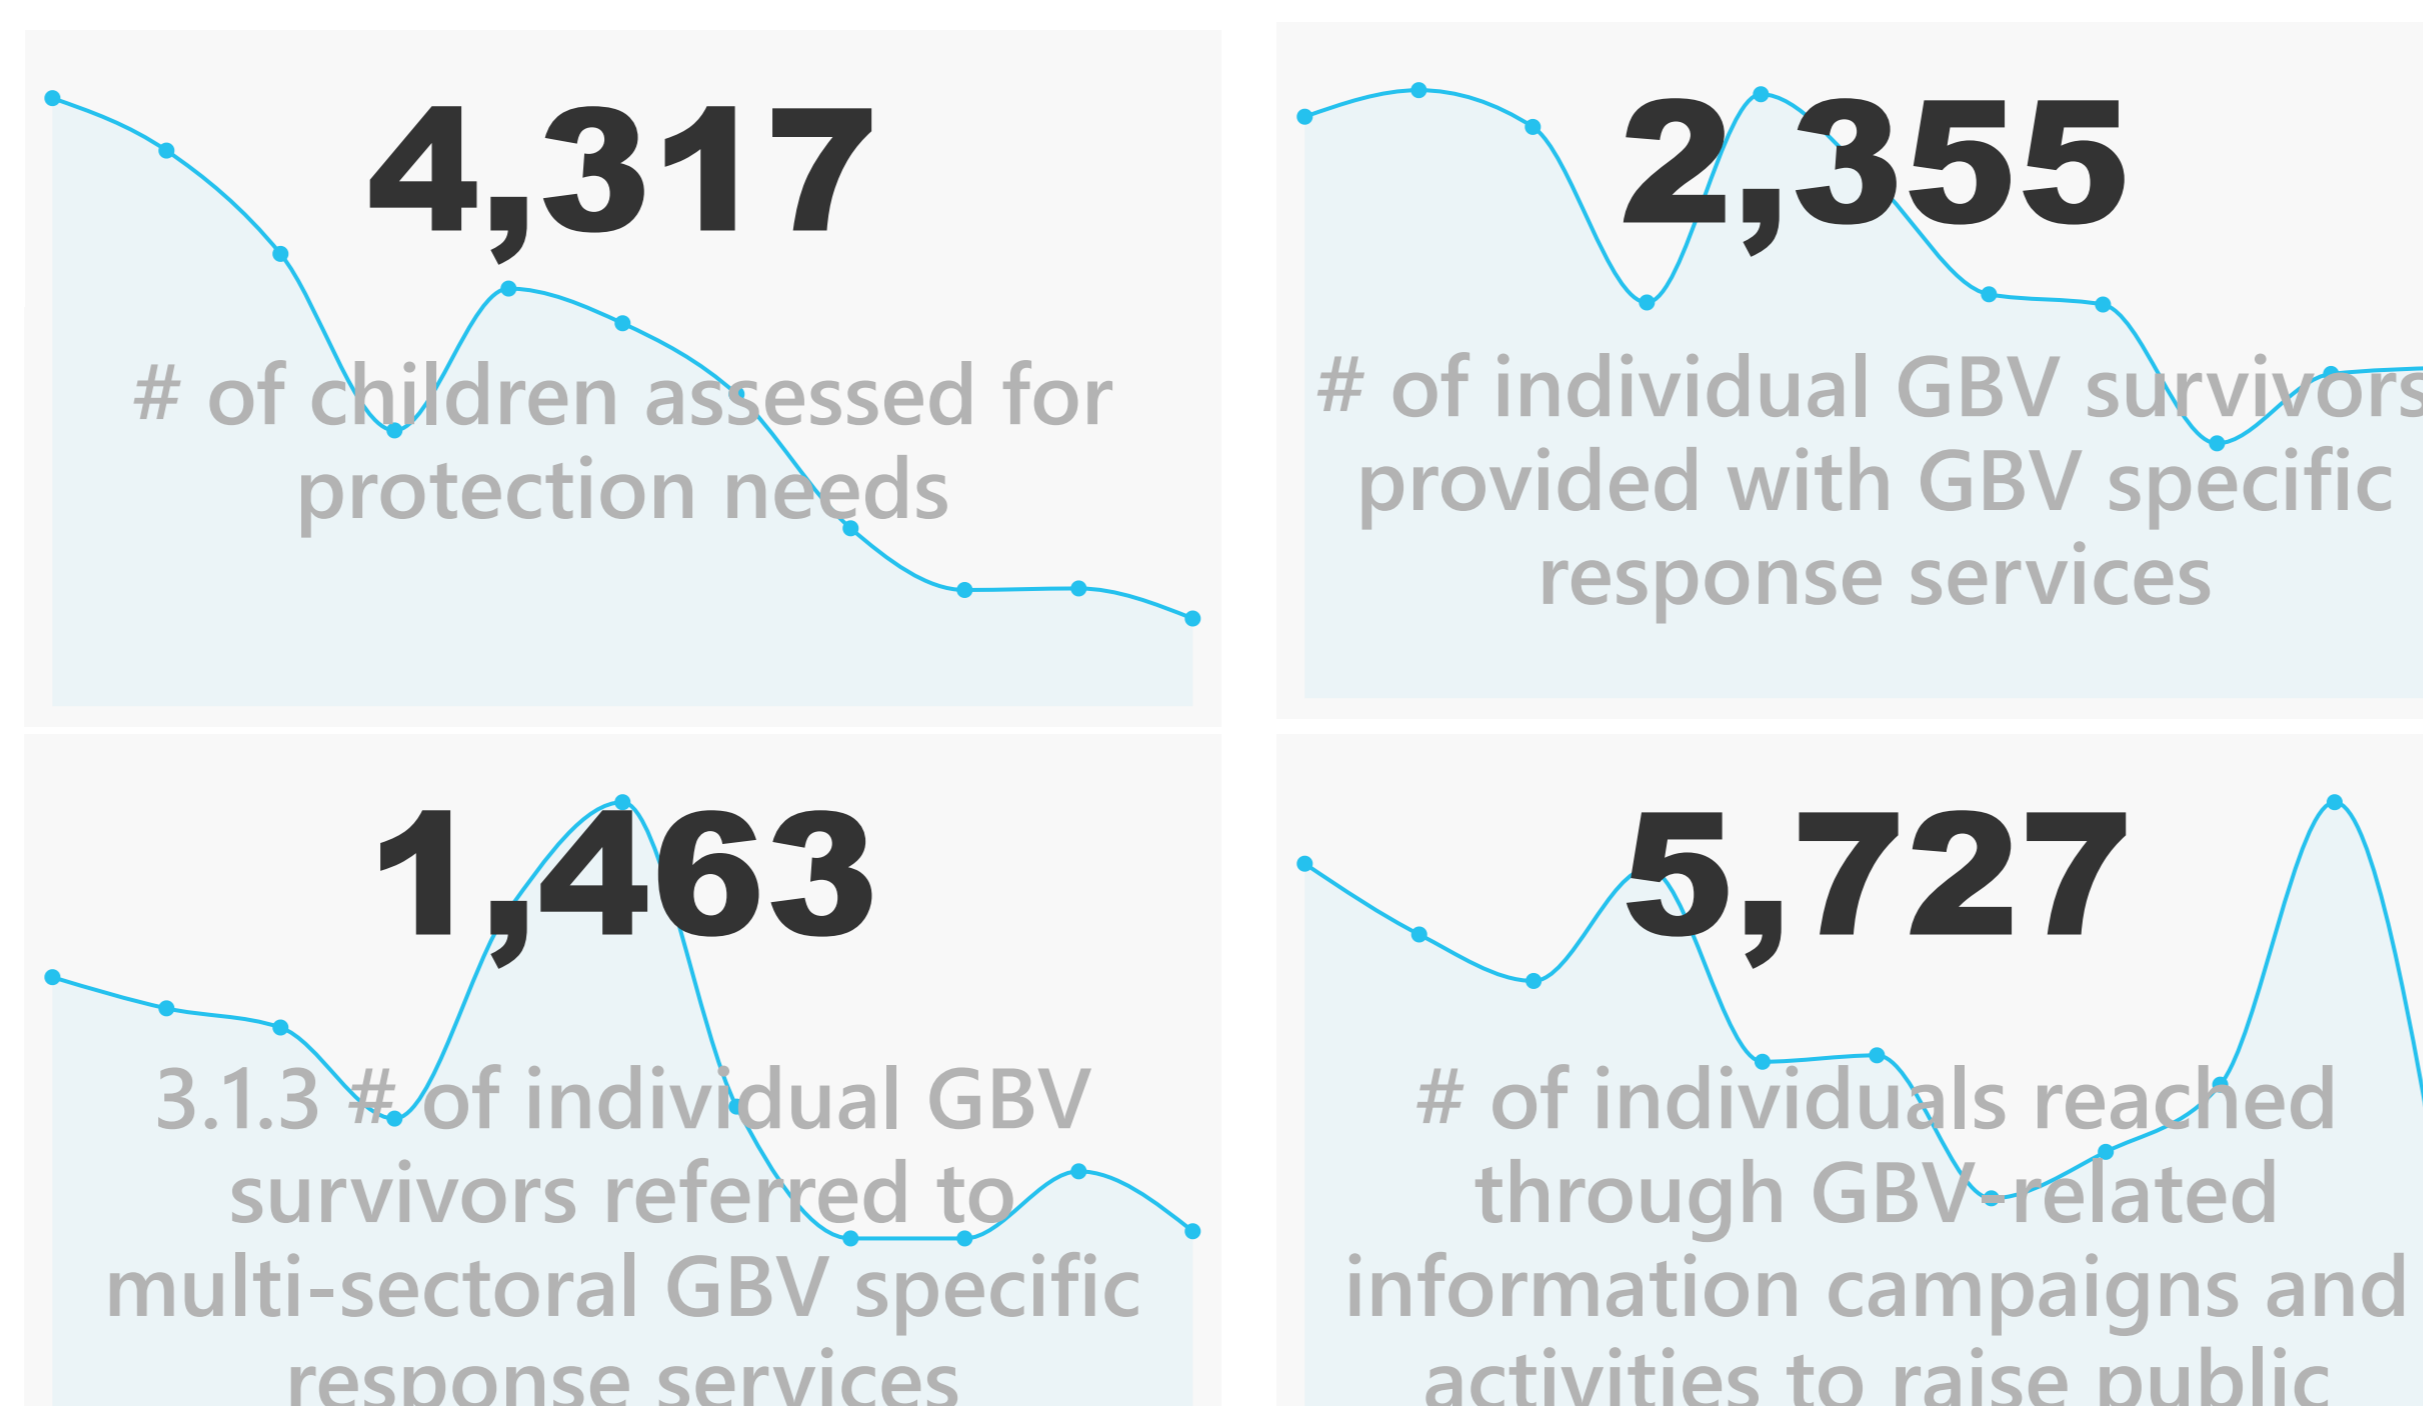 4,317
# of children assessed for
protection needs
2,355
# of individual GBV survivors
provided with GBV specific
response services
1,463
3.1.3 # of individual GBV
survivors referred to
multi-sectoral GBV specific
response services
5,727
# of individuals reached
through GBV-related
information campaigns and
activities to raise public